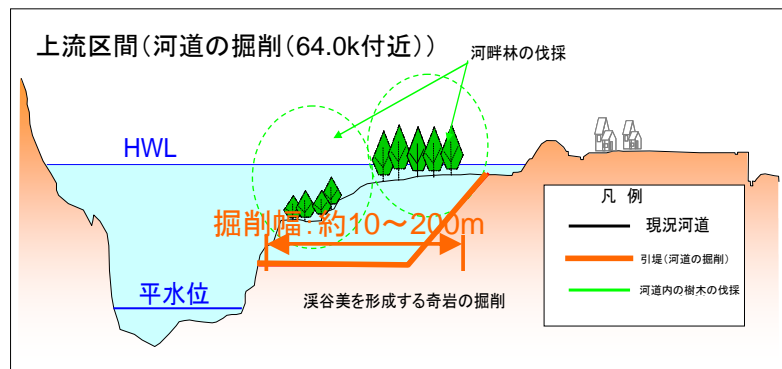 上流区間(河道の掘削(64.0k付近))
河畔林の伐採
HWL
掘削幅:約10～200m
平水位
渓谷美を形成する奇岩の掘削
凡 例
現況河道
引堤(河道の掘削)
河道内の樹木の伐採